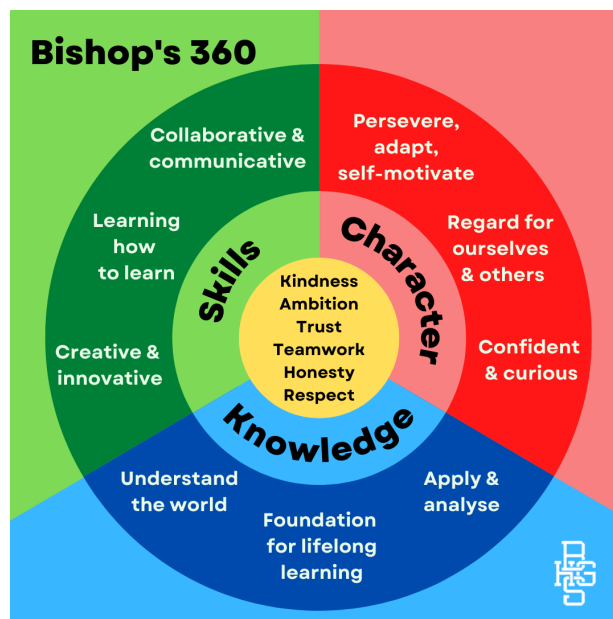 Bishop's 360
Collaborative &
communicative
Learning
how
to learn
Creative &
innovative
Skills
Persevere,
adapt,
self-motivate
Regard for
ourselves
& others
Confident
& curious
Character
Kindness
Ambition
Trust
Teamwork
Honesty
Respect
Knowledge
Understand
the world
Foundation
for lifelong
learning
Apply &
analyse
B
HHG
S